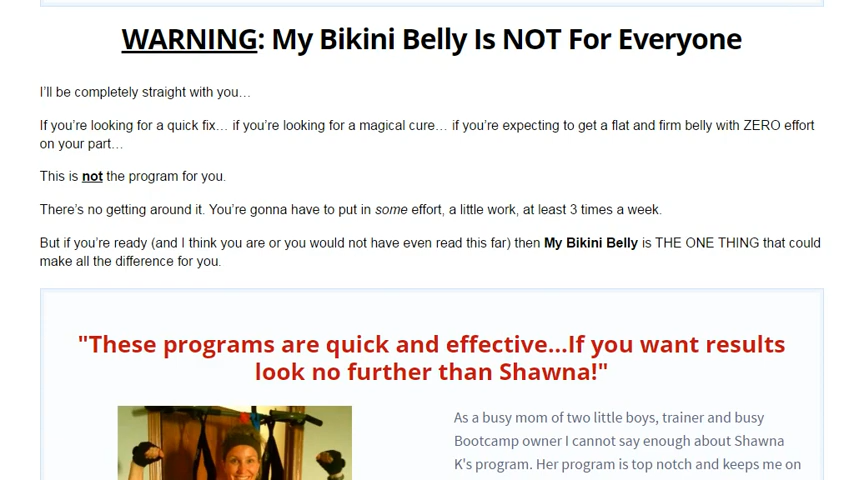 WARNING: My Bikini Belly Is NOT For Everyone
I'll be completely straight with you…
If you're looking for a quick fix… if you're looking for a magical cure… if you're expecting to get a flat and firm belly with ZERO effort
on your part…
This is not the program for you.
There's no getting around it. You're gonna have to put in some effort, a little work, at least 3 times a week.
But if you're ready (and I think you are or you would not have even read this far) then My Bikini Belly is THE ONE THING that could
make all the difference for you.
"These programs are quick and effective...If you want results
look no further than Shawna!"
As a busy mom of two little boys, trainer and busy
Bootcamp owner I cannot say enough about Shawna
K's program. Her program is top notch and keeps me on